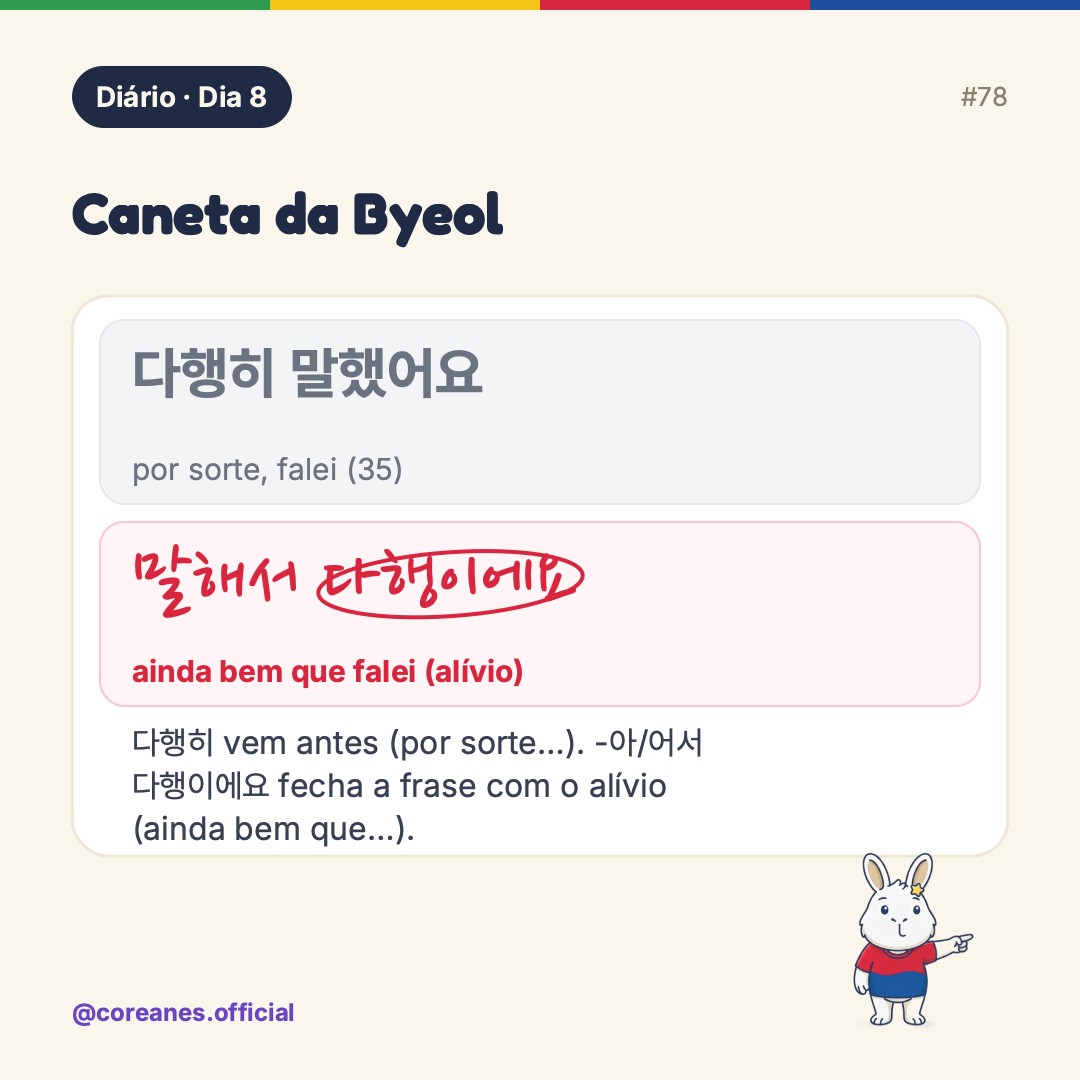 Diário · Dia 8
#78
Caneta da Byeol
다행히 말했어요
por sorte, falei (35)
말해서 다행이에요
ainda bem que falei (alívio)
다행히 vem antes (por sorte...). -아/어서
다행이에요 fecha a frase com o alívio
(ainda bem que...).
@coreanes.official